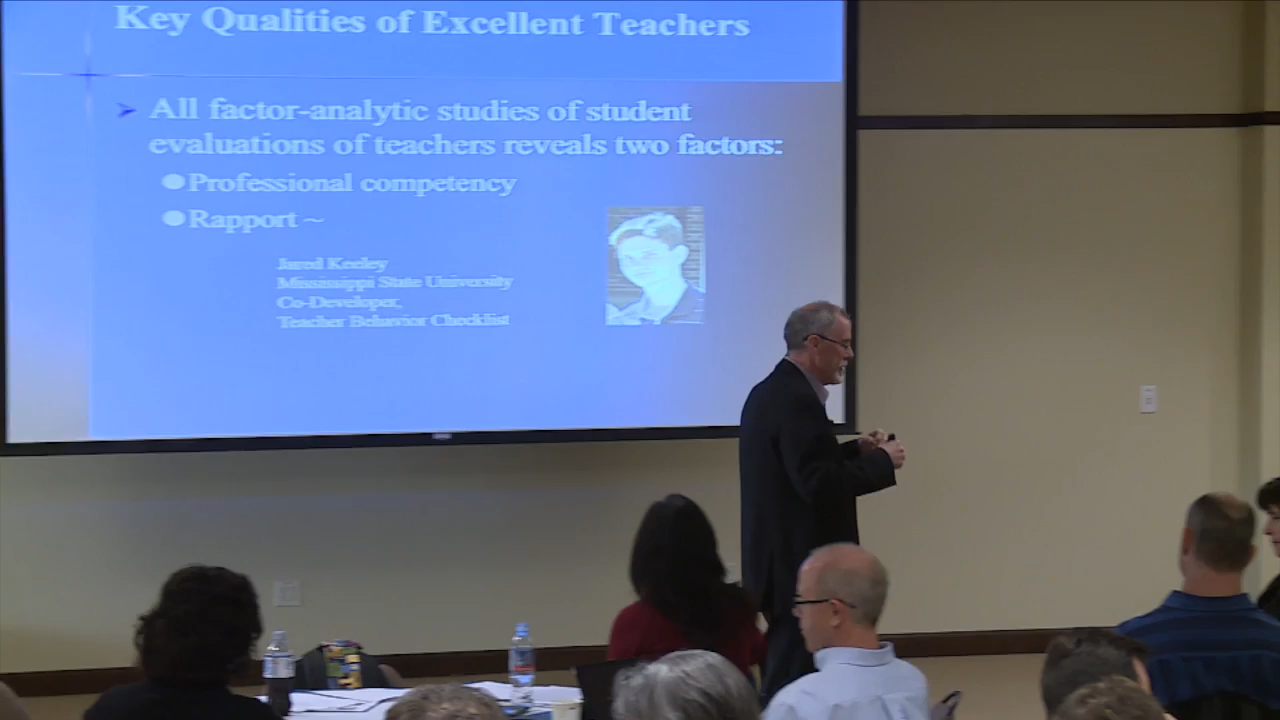 Key Qualities of Excellent Teachers
All factor-analytic studies of student
evaluations of teachers reveals two factors:
Professional competency
Rapport ~
Jared Keeley
Mississippi State University
Co-Developer,
Teacher Behavior Checklist